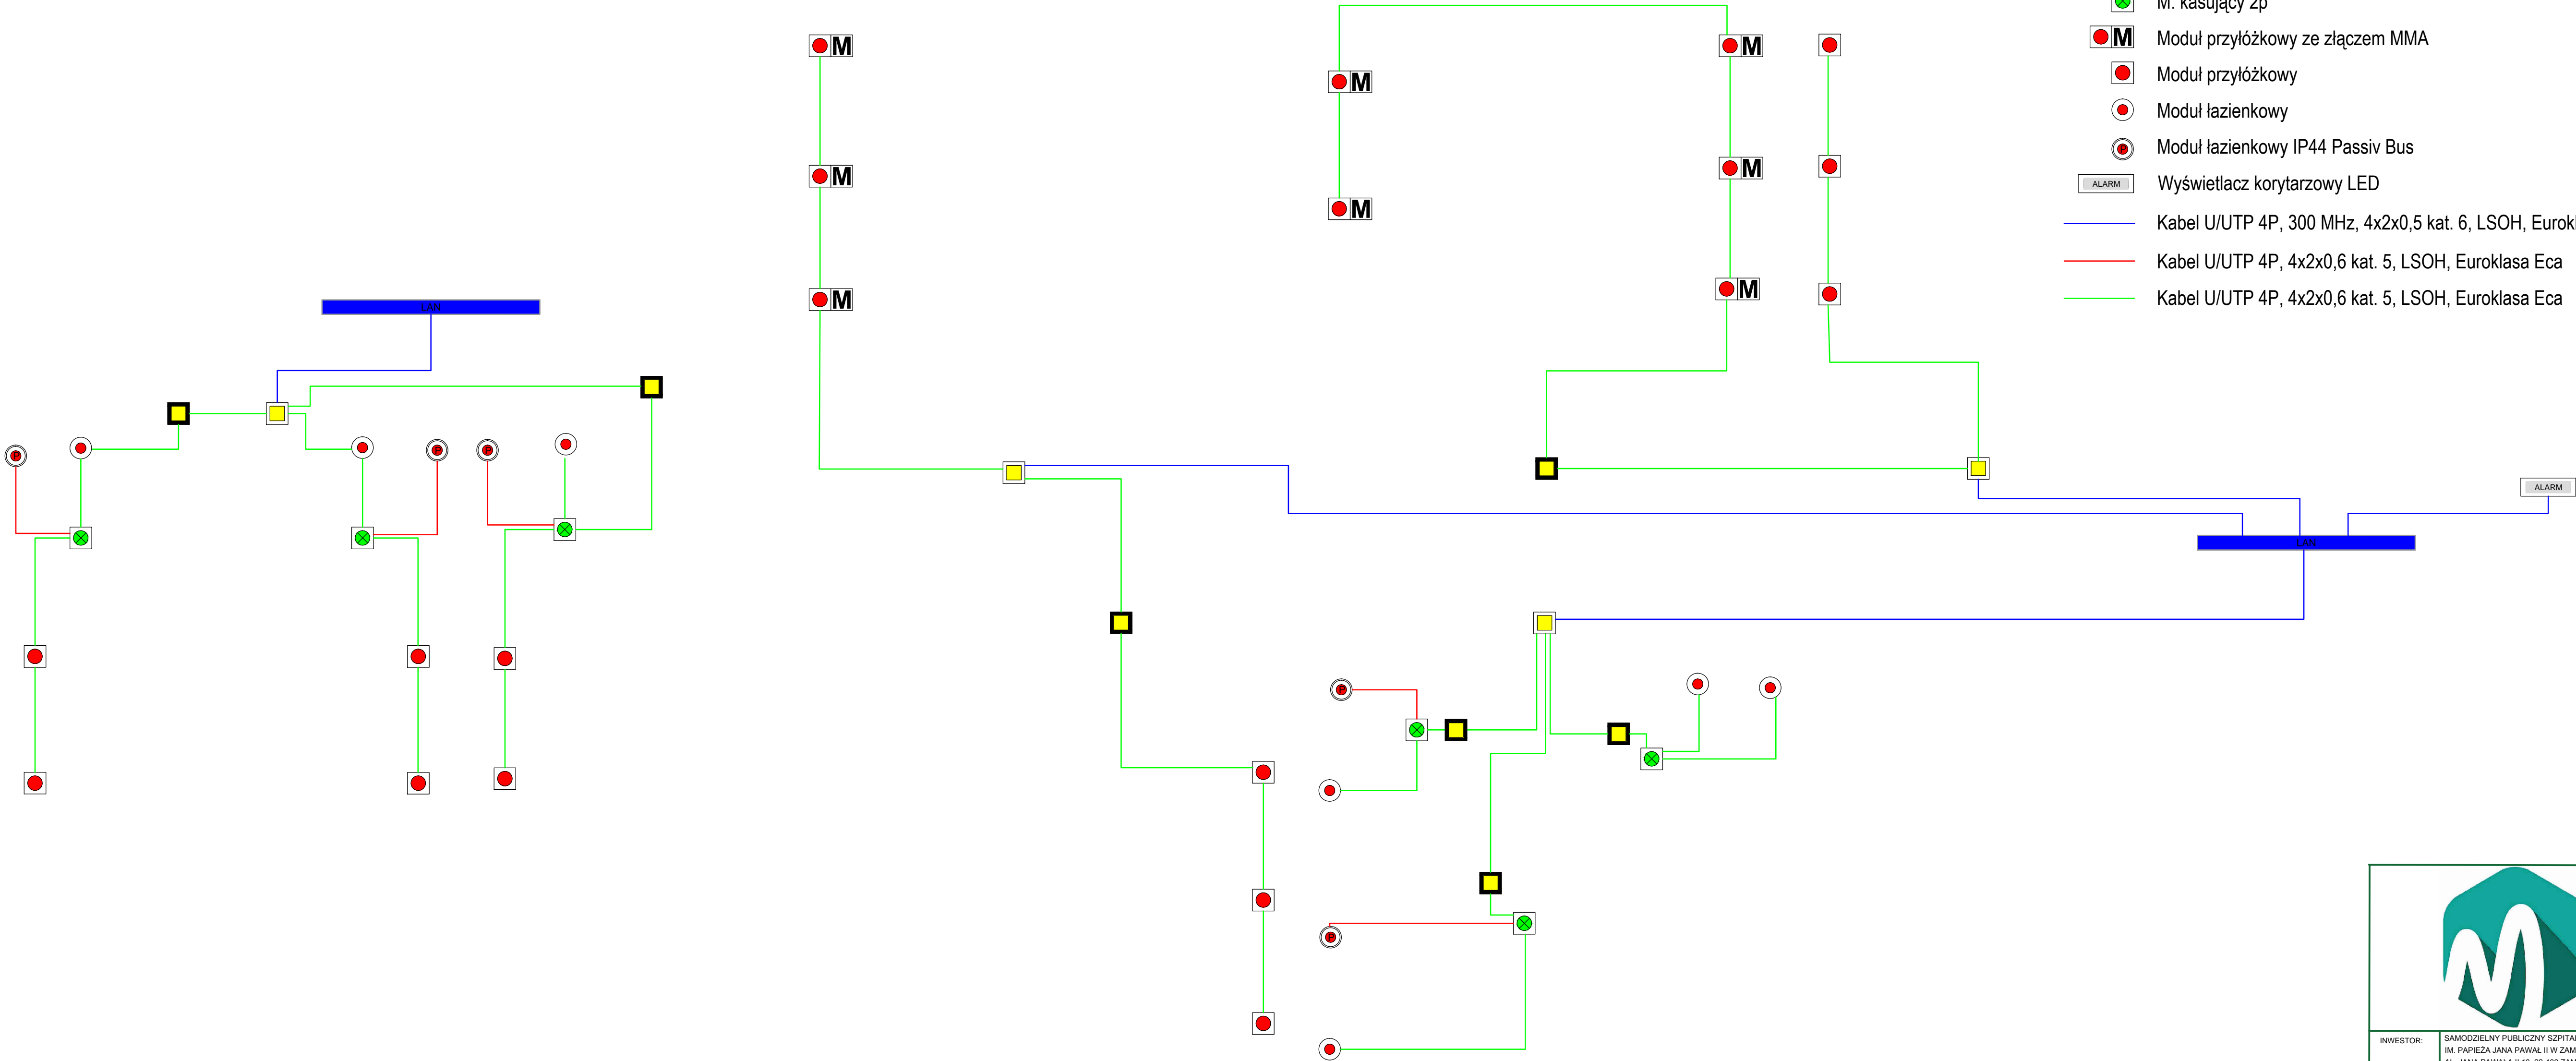 M. kasujący 2p
M Moduł przyłóżkowy ze złączem MMA
Moduł przyłóżkowy
Moduł łazienkowy
P Moduł łazienkowy IP44 Passiv Bus
ALARM Wyświetlacz korytarzowy LED
Kabel U/UTP 4P, 300 MHz, 4x2x0,5 kat. 6, LSOH, Eurok
Kabel U/UTP 4P, 4x2x0,6 kat. 5, LSOH, Euroklasa Eca
Kabel U/UTP 4P, 4x2x0,6 kat. 5, LSOH, Euroklasa Eca
M
M
M
M
M
M
M
M
LAN
P
P
P
ALARM
LAN
P
P
INWESTOR:
SAMODZIELNY PUBLICZNY SZPITAL
IM. PAPIEŻA JANA PAWAŁ II W ZAM